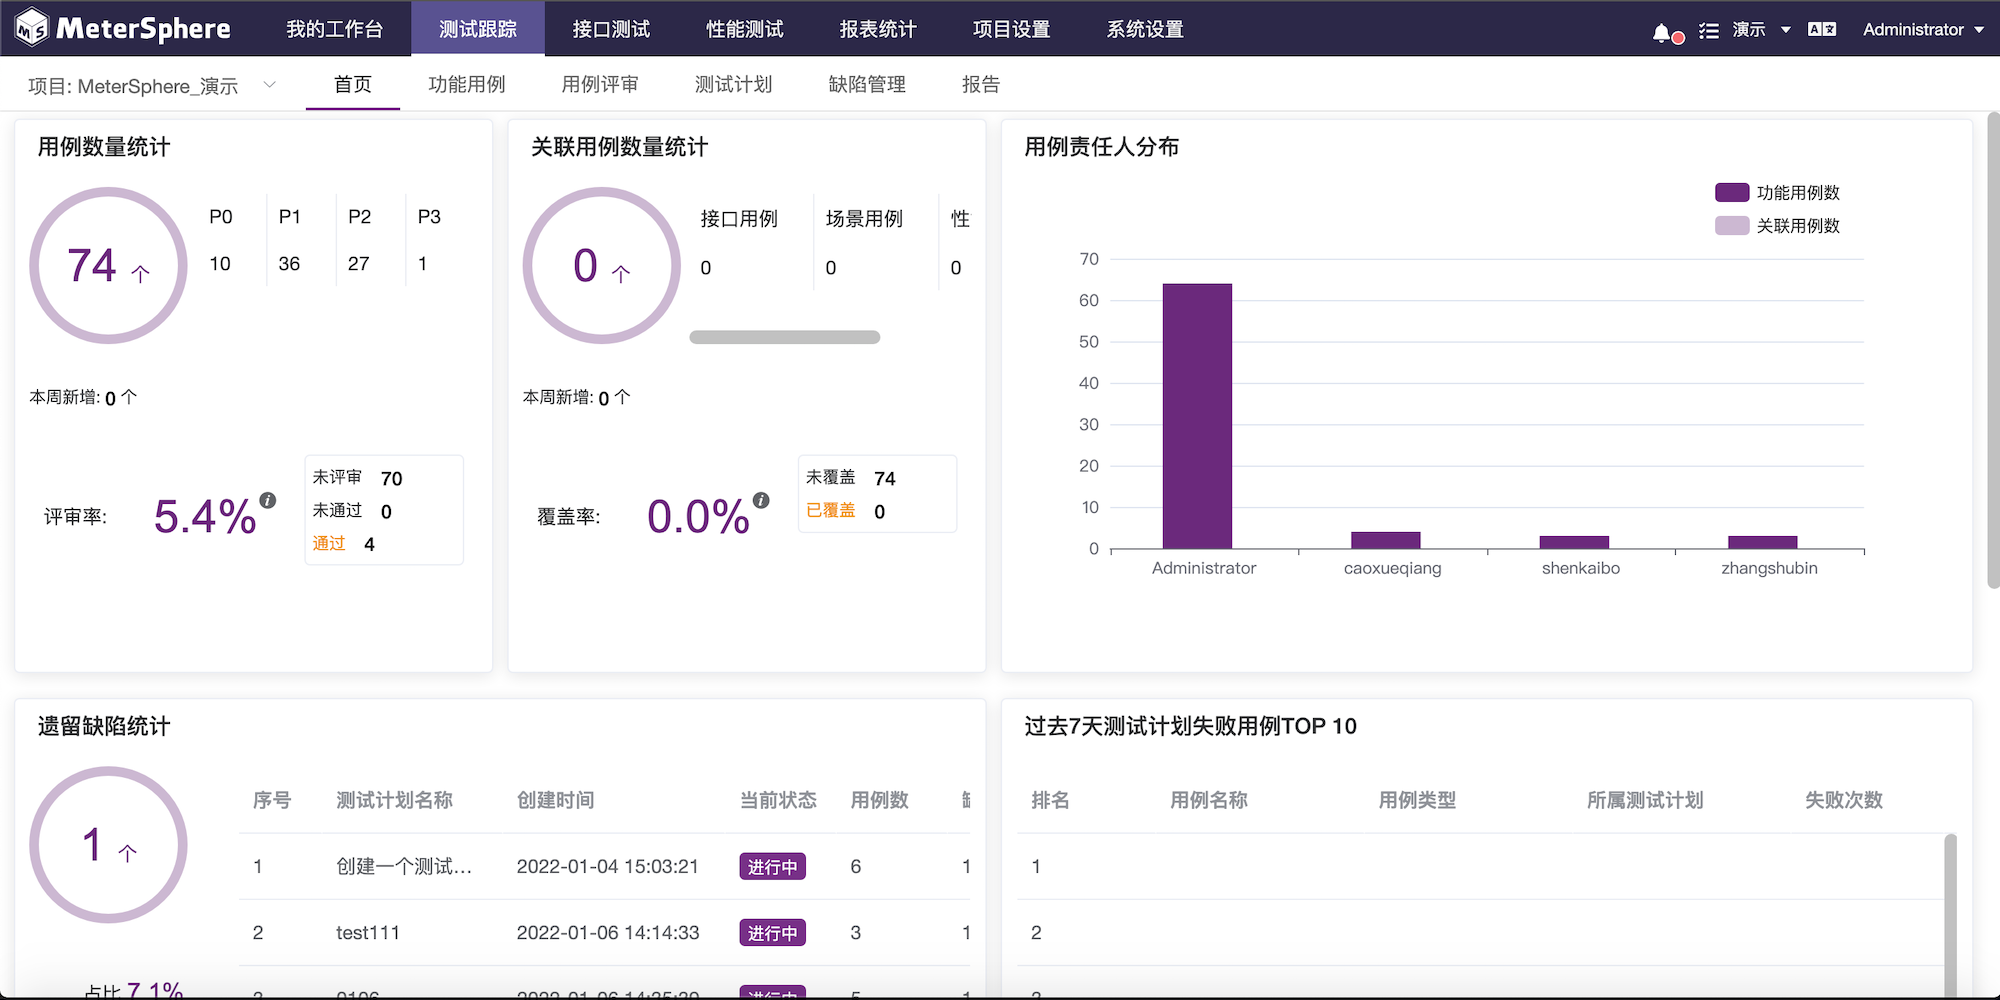 MeterSphere 我的工作台 测试跟踪 接口测试 性能测试 报表统计 项目设置 系统设置 演示 Administrator
项目: MeterSphere_演示 首页 功能用例 用例评审 测试计划 缺陷管理 报告
用例数量统计
74 个
P0 P1 P2 P3
10 36 27 1
本周新增: 0 个
评审率: 5.4%
未评审 70
未通过 0
通过 4
关联用例数量统计
0 个
接口用例 场景用例 性
0 0 0
本周新增: 0 个
覆盖率: 0.0%
未覆盖 74
已覆盖 0
用例责任人分布
功能用例数
关联用例数
70
60
50
40
30
20
10
0
Administrator caoxueqiang shenkaibo zhangshubin
遗留缺陷统计
1 个
占比 7.1%
序号 测试计划名称 创建时间 当前状态 用例数
1 创建一个测试... 2022-01-04 15:03:21 进行中 6 1
2 test111 2022-01-06 14:14:33 进行中 3 1
过去7天测试计划失败用例TOP 10
排名 用例名称 用例类型 所属测试计划 失败次数
1
2